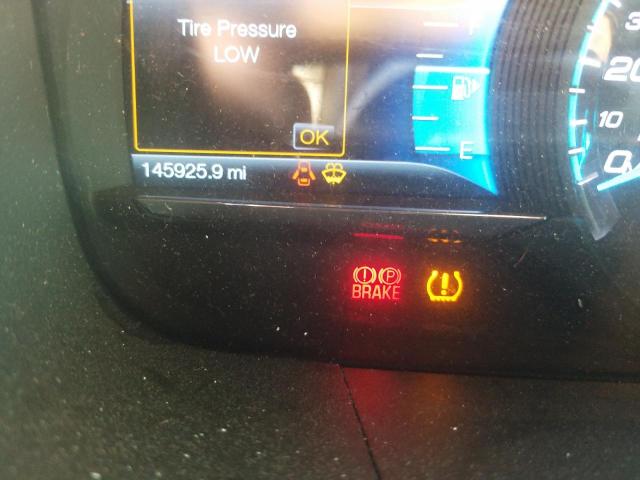 Tire Pressure
LOW
OK
145925.9 mi
E
20
10
0
(!) (P)
BRAKE
!